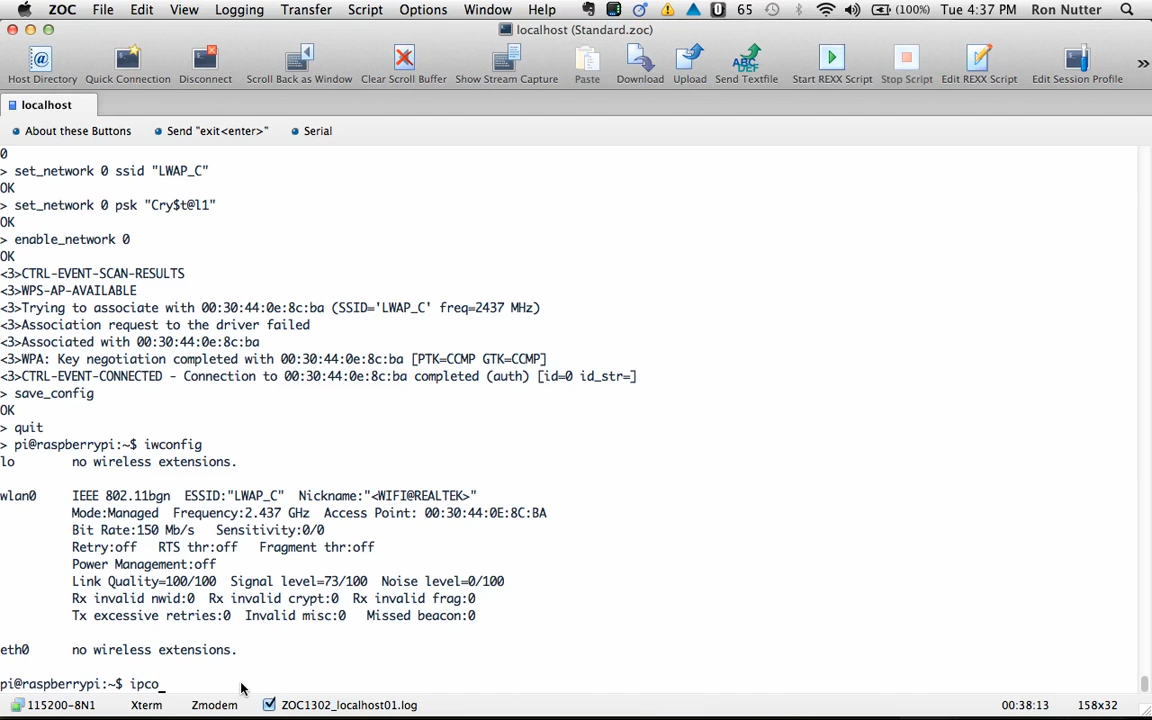 ZOC File Edit View Logging Transfer Script Options Window Help 65 (100%) Tue 4:37 PM Ron Nutter
localhost (Standard.zoc)
Host Directory Quick Connection Disconnect Scroll Back as Window Clear Scroll Buffer Show Stream Capture Paste Download Upload Send Textfile Start REXX Script Stop Script Edit REXX Script Edit Session Profile »
localhost
About these Buttons Send "exit<enter>" Serial
0
> set_network 0 ssid "LWAP_C"
OK
> set_network 0 psk "Cry$t@l1"
OK
> enable_network 0
OK
<3>CTRL-EVENT-SCAN-RESULTS
<3>WPS-AP-AVAILABLE
<3>Trying to associate with 00:30:44:0e:8c:ba (SSID='LWAP_C' freq=2437 MHz)
<3>Association request to the driver failed
<3>Associated with 00:30:44:0e:8c:ba
<3>WPA: Key negotiation completed with 00:30:44:0e:8c:ba [PTK=CCMP GTK=CCMP]
<3>CTRL-EVENT-CONNECTED - Connection to 00:30:44:0e:8c:ba completed (auth) [id=0 id_str=]
> save_config
OK
> quit
> pi@raspberrypi:~$ iwconfig
lo no wireless extensions.
wlan0 IEEE 802.11bgn ESSID:"LWAP_C" Nickname:"<WIFI@REALTEK>"
Mode:Managed Frequency:2.437 GHz Access Point: 00:30:44:0E:8C:BA
Bit Rate:150 Mb/s Sensitivity:0/0
Retry:off RTS thr:off Fragment thr:off
Power Management:off
Link Quality=100/100 Signal level=73/100 Noise level=0/100
Rx invalid nwid:0 Rx invalid crypt:0 Rx invalid frag:0
Tx excessive retries:0 Invalid misc:0 Missed beacon:0
eth0 no wireless extensions.
pi@raspberrypi:~$ ipco_
115200-8N1 Xterm Zmodem ZOC1302_localhost01.log 00:38:13 158x32